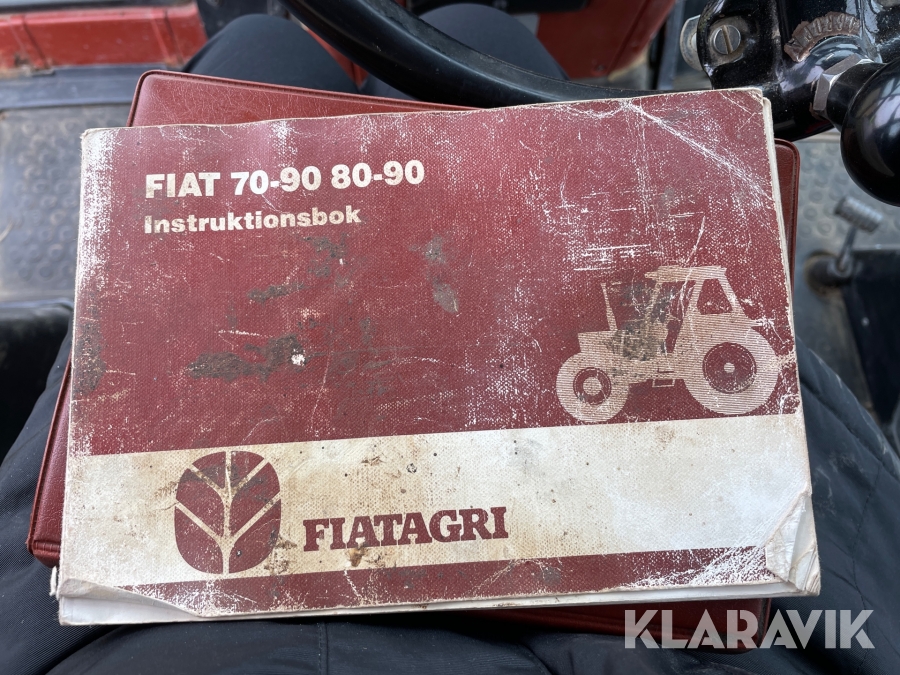 FIAT 70-90 80-90
Instruktionsbok
FIATAGRI
KLARAVIK